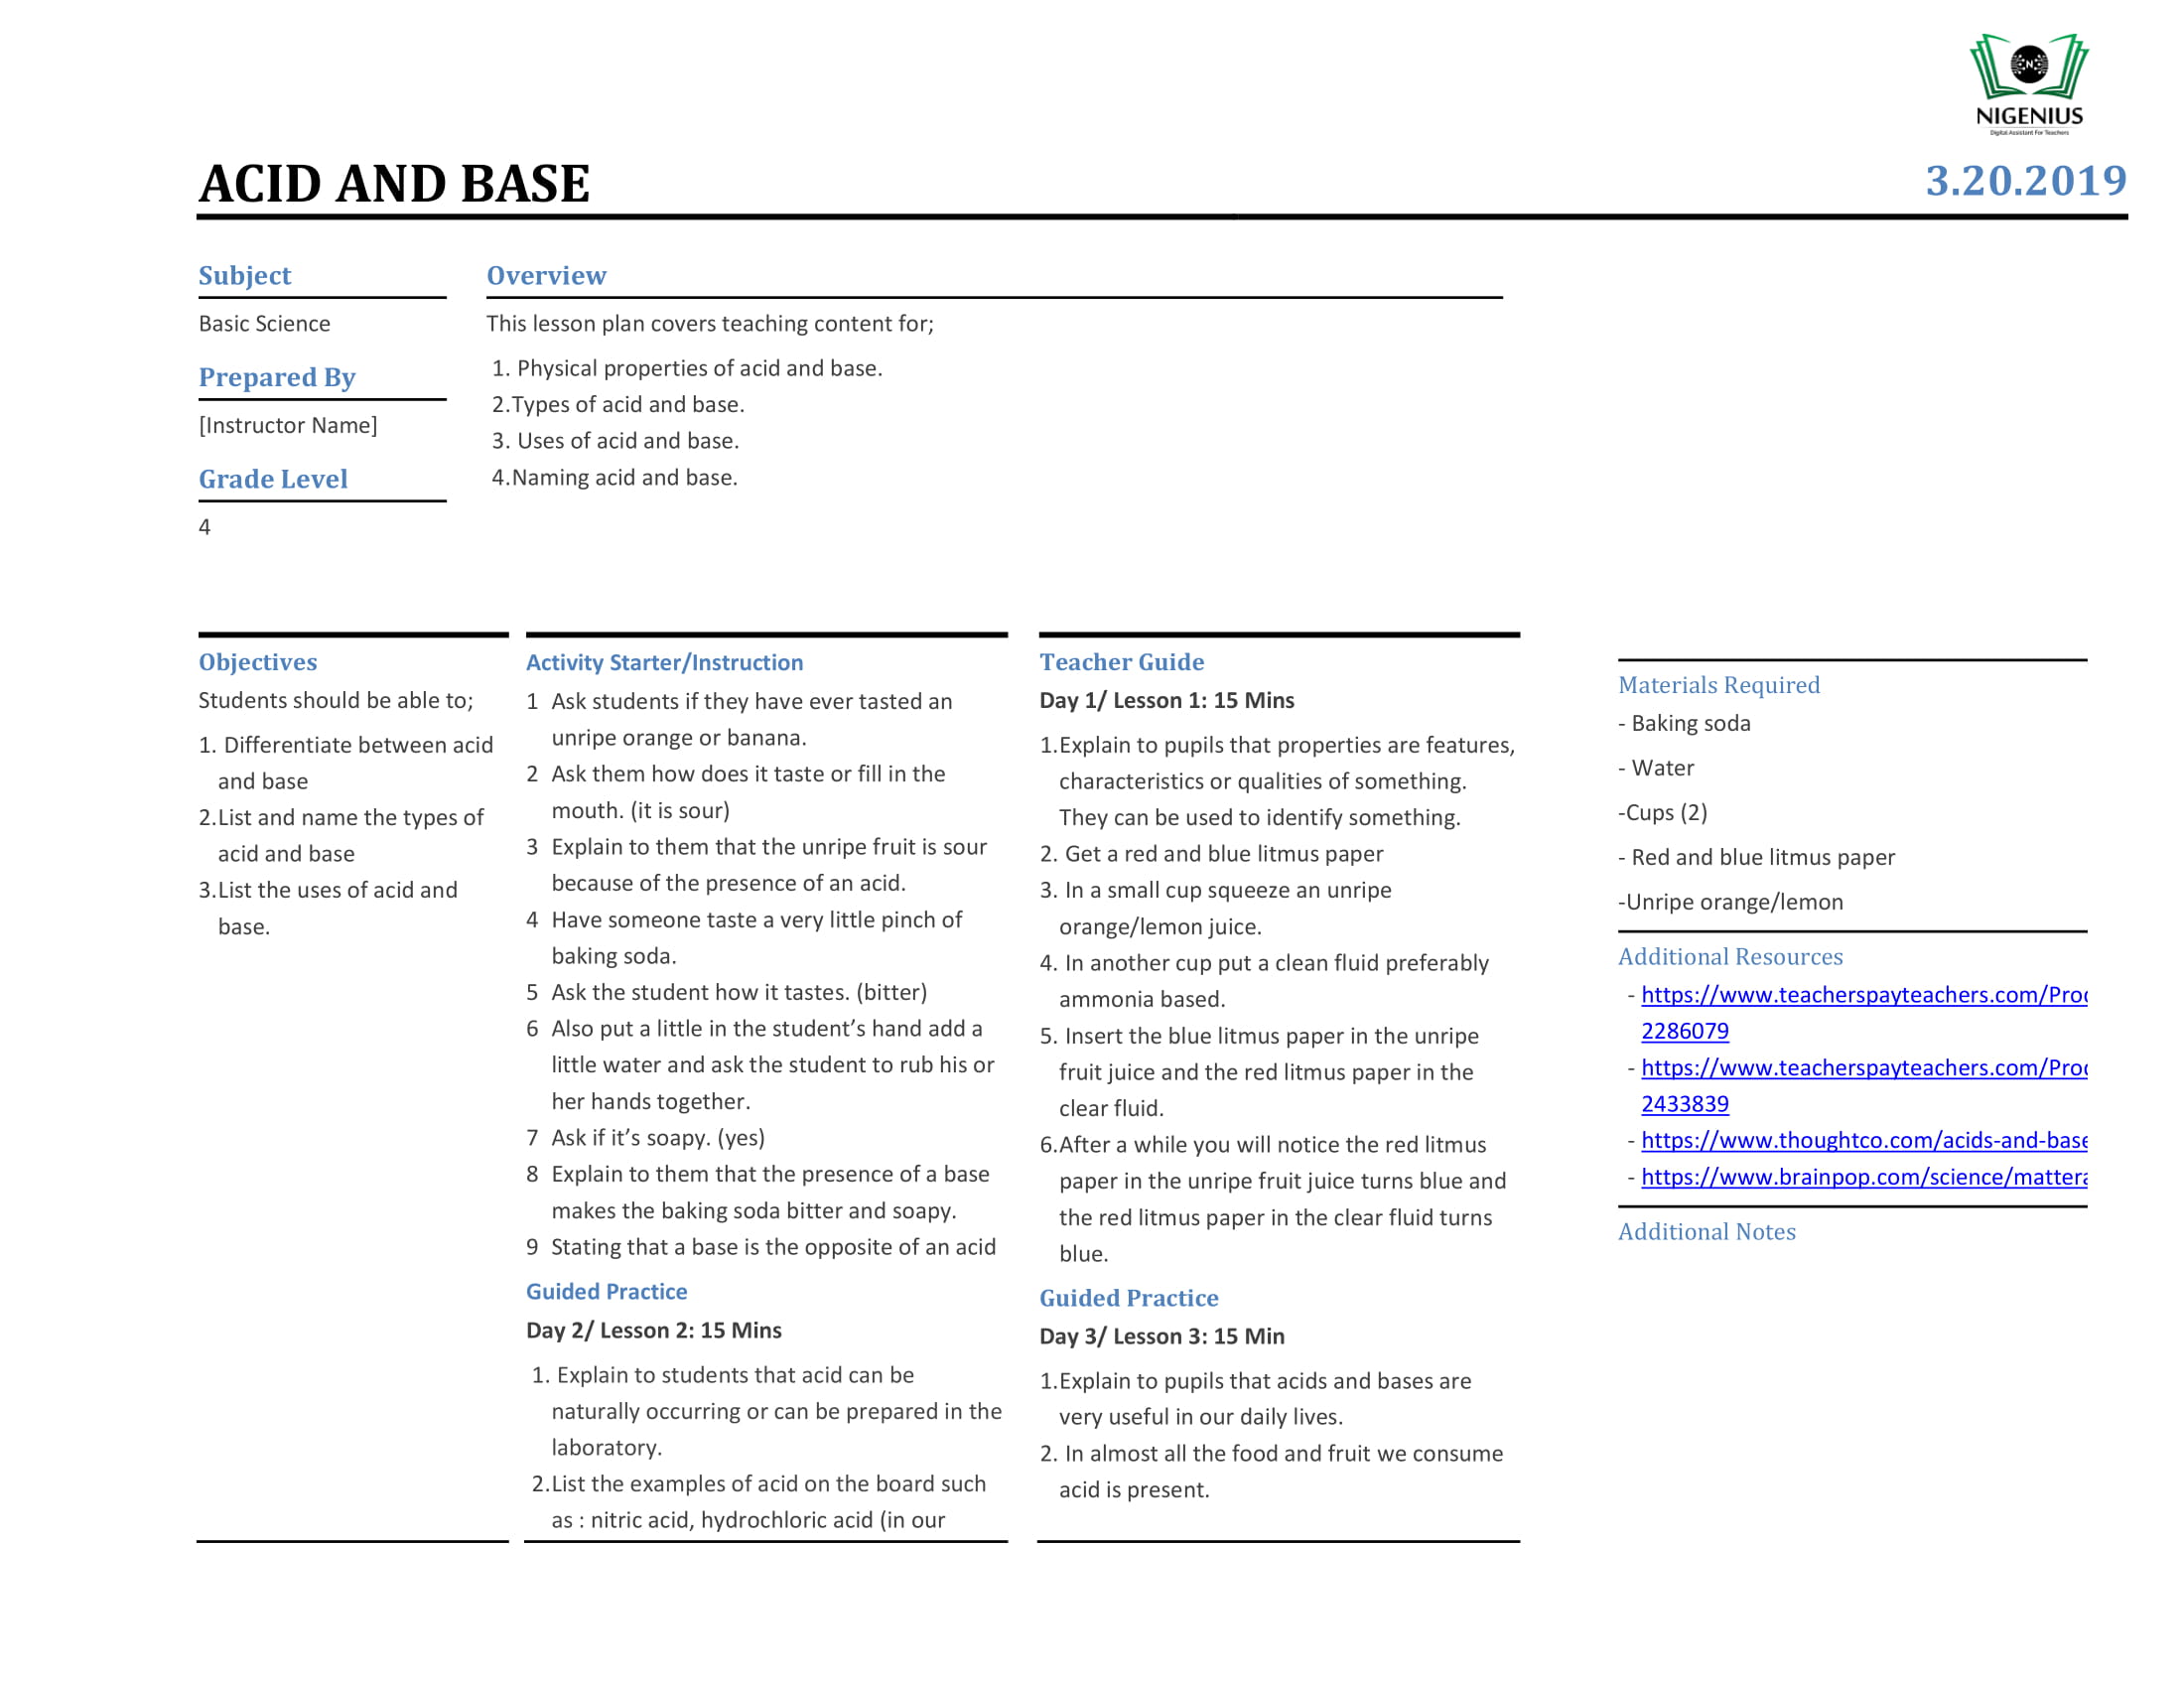 NIGENIUS
Digital Assistant For Teachers
ACID AND BASE
3.20.2019
Subject
Basic Science
Prepared By
[Instructor Name]
Grade Level
4
Overview
This lesson plan covers teaching content for;
1. Physical properties of acid and base.
2.Types of acid and base.
3. Uses of acid and base.
4.Naming acid and base.
Objectives
Students should be able to;
1. Differentiate between acid
and base
2.List and name the types of
acid and base
3.List the uses of acid and
base.
Activity Starter/Instruction
1 Ask students if they have ever tasted an
unripe orange or banana.
2 Ask them how does it taste or fill in the
mouth. (it is sour)
3 Explain to them that the unripe fruit is sour
because of the presence of an acid.
4 Have someone taste a very little pinch of
baking soda.
5 Ask the student how it tastes. (bitter)
6 Also put a little in the student’s hand add a
little water and ask the student to rub his or
her hands together.
7 Ask if it’s soapy. (yes)
8 Explain to them that the presence of a base
makes the baking soda bitter and soapy.
9 Stating that a base is the opposite of an acid
Guided Practice
Day 2/ Lesson 2: 15 Mins
1. Explain to students that acid can be
naturally occurring or can be prepared in the
laboratory.
2.List the examples of acid on the board such
as : nitric acid, hydrochloric acid (in our
Teacher Guide
Day 1/ Lesson 1: 15 Mins
1.Explain to pupils that properties are features,
characteristics or qualities of something.
They can be used to identify something.
2. Get a red and blue litmus paper
3. In a small cup squeeze an unripe
orange/lemon juice.
4. In another cup put a clean fluid preferably
ammonia based.
5. Insert the blue litmus paper in the unripe
fruit juice and the red litmus paper in the
clear fluid.
6.After a while you will notice the red litmus
paper in the unripe fruit juice turns blue and
the red litmus paper in the clear fluid turns
blue.
Guided Practice
Day 3/ Lesson 3: 15 Min
1.Explain to pupils that acids and bases are
very useful in our daily lives.
2. In almost all the food and fruit we consume
acid is present.
Materials Required
- Baking soda
- Water
-Cups (2)
- Red and blue litmus paper
-Unripe orange/lemon
Additional Resources
- https://www.teacherspayteachers.com/Proc
2286079
- https://www.teacherspayteachers.com/Proc
2433839
- https://www.thoughtco.com/acids-and-base
- https://www.brainpop.com/science/mattera
Additional Notes